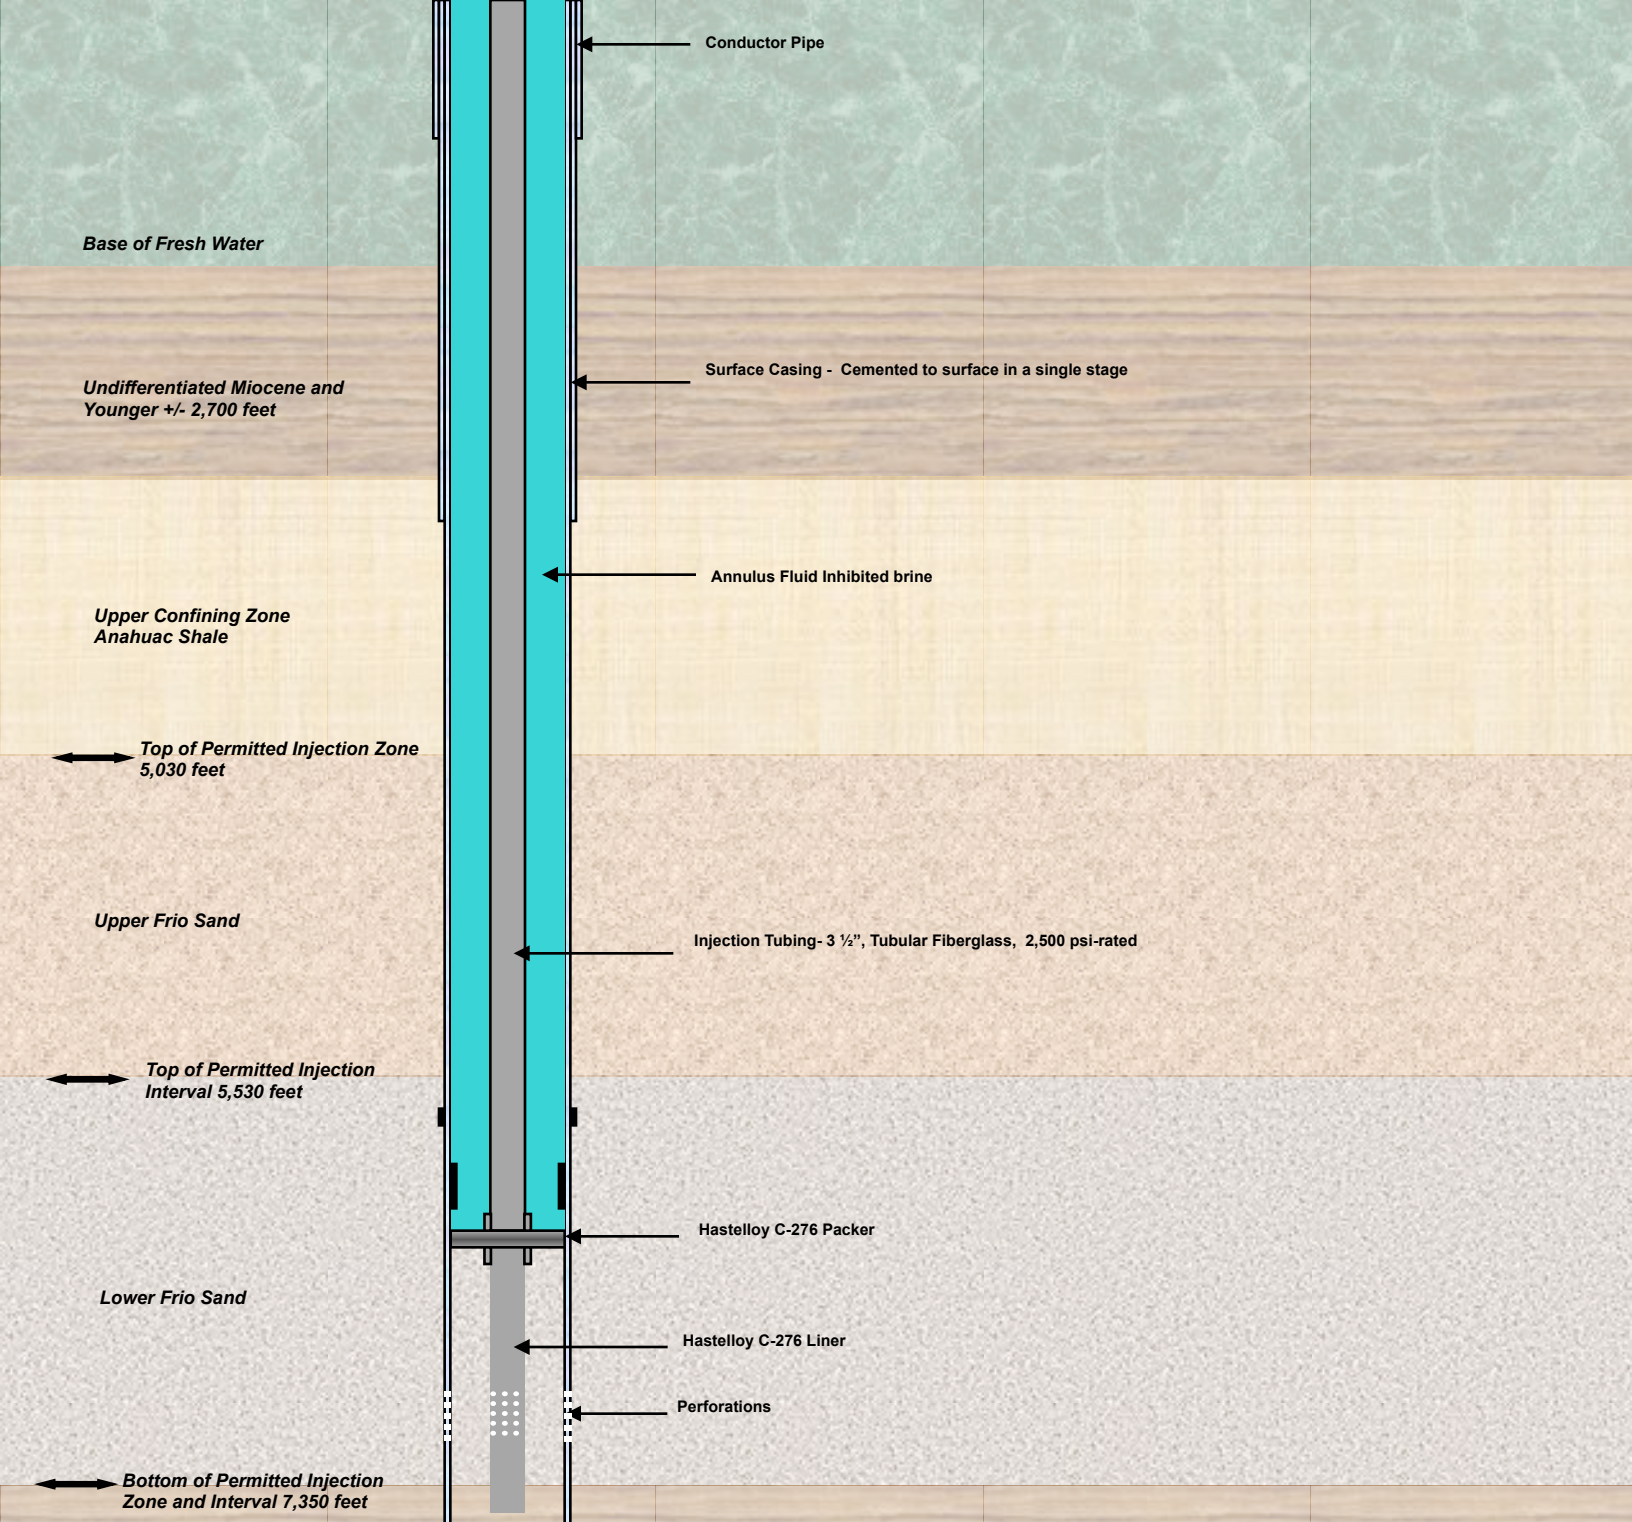 Conductor Pipe
Base of Fresh Water
Surface Casing - Cemented to surface in a single stage
Undifferentiated Miocene and
Younger +/- 2,700 feet
Annulus Fluid Inhibited brine
Upper Confining Zone
Anahuac Shale
Top of Permitted Injection Zone
5,030 feet
Upper Frio Sand
Injection Tubing- 3 ½”, Tubular Fiberglass, 2,500 psi-rated
Top of Permitted Injection
Interval 5,530 feet
Hastelloy C-276 Packer
Lower Frio Sand
Hastelloy C-276 Liner
Perforations
Bottom of Permitted Injection
Zone and Interval 7,350 feet